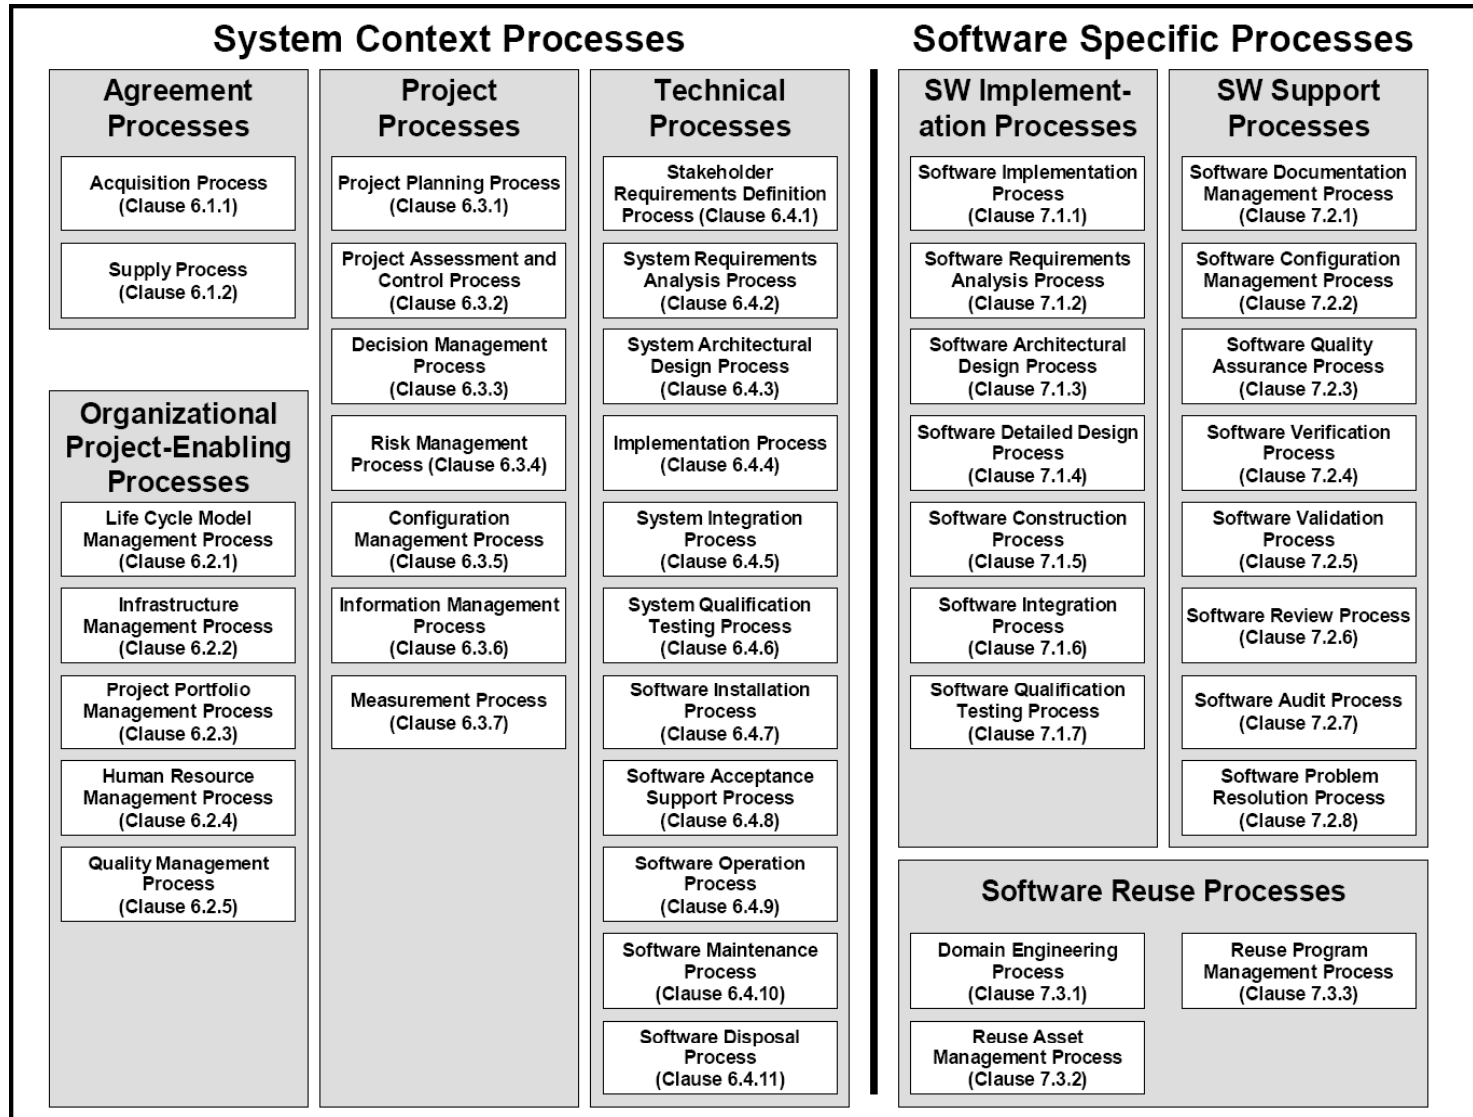 System Context Processes
Agreement
Processes
Acquisition Process
(Clause 6.1.1)
Supply Process
(Clause 6.1.2)
Organizational
Project-Enabling
Processes
Life Cycle Model
Management Process
(Clause 6.2.1)
Infrastructure
Management Process
(Clause 6.2.2)
Project Portfolio
Management Process
(Clause 6.2.3)
Human Resource
Management Process
(Clause 6.2.4)
Quality Management
Process
(Clause 6.2.5)
Project
Processes
Project Planning Process
(Clause 6.3.1)
Project Assessment and
Control Process
(Clause 6.3.2)
Decision Management
Process
(Clause 6.3.3)
Risk Management
Process (Clause 6.3.4)
Configuration
Management Process
(Clause 6.3.5)
Information Management
Process
(Clause 6.3.6)
Measurement Process
(Clause 6.3.7)
Technical
Processes
Stakeholder
Requirements Definition
Process (Clause 6.4.1)
System Requirements
Analysis Process
(Clause 6.4.2)
System Architectural
Design Process
(Clause 6.4.3)
Implementation Process
(Clause 6.4.4)
System Integration
Process
(Clause 6.4.5)
System Qualification
Testing Process
(Clause 6.4.6)
Software Installation
Process
(Clause 6.4.7)
Software Acceptance
Support Process
(Clause 6.4.8)
Software Operation
Process
(Clause 6.4.9)
Software Maintenance
Process
(Clause 6.4.10)
Software Disposal
Process
(Clause 6.4.11)
Software Specific Processes
SW Implement-
ation Processes
Software Implementation
Process
(Clause 7.1.1)
Software Requirements
Analysis Process
(Clause 7.1.2)
Software Architectural
Design Process
(Clause 7.1.3)
Software Detailed Design
Process
(Clause 7.1.4)
Software Construction
Process
(Clause 7.1.5)
Software Integration
Process
(Clause 7.1.6)
Software Qualification
Testing Process
(Clause 7.1.7)
SW Support
Processes
Software Documentation
Management Process
(Clause 7.2.1)
Software Configuration
Management Process
(Clause 7.2.2)
Software Quality
Assurance Process
(Clause 7.2.3)
Software Verification
Process
(Clause 7.2.4)
Software Validation
Process
(Clause 7.2.5)
Software Review Process
(Clause 7.2.6)
Software Audit Process
(Clause 7.2.7)
Software Problem
Resolution Process
(Clause 7.2.8)
Software Reuse Processes
Domain Engineering
Process
(Clause 7.3.1)
Reuse Asset
Management Process
(Clause 7.3.2)
Reuse Program
Management Process
(Clause 7.3.3)